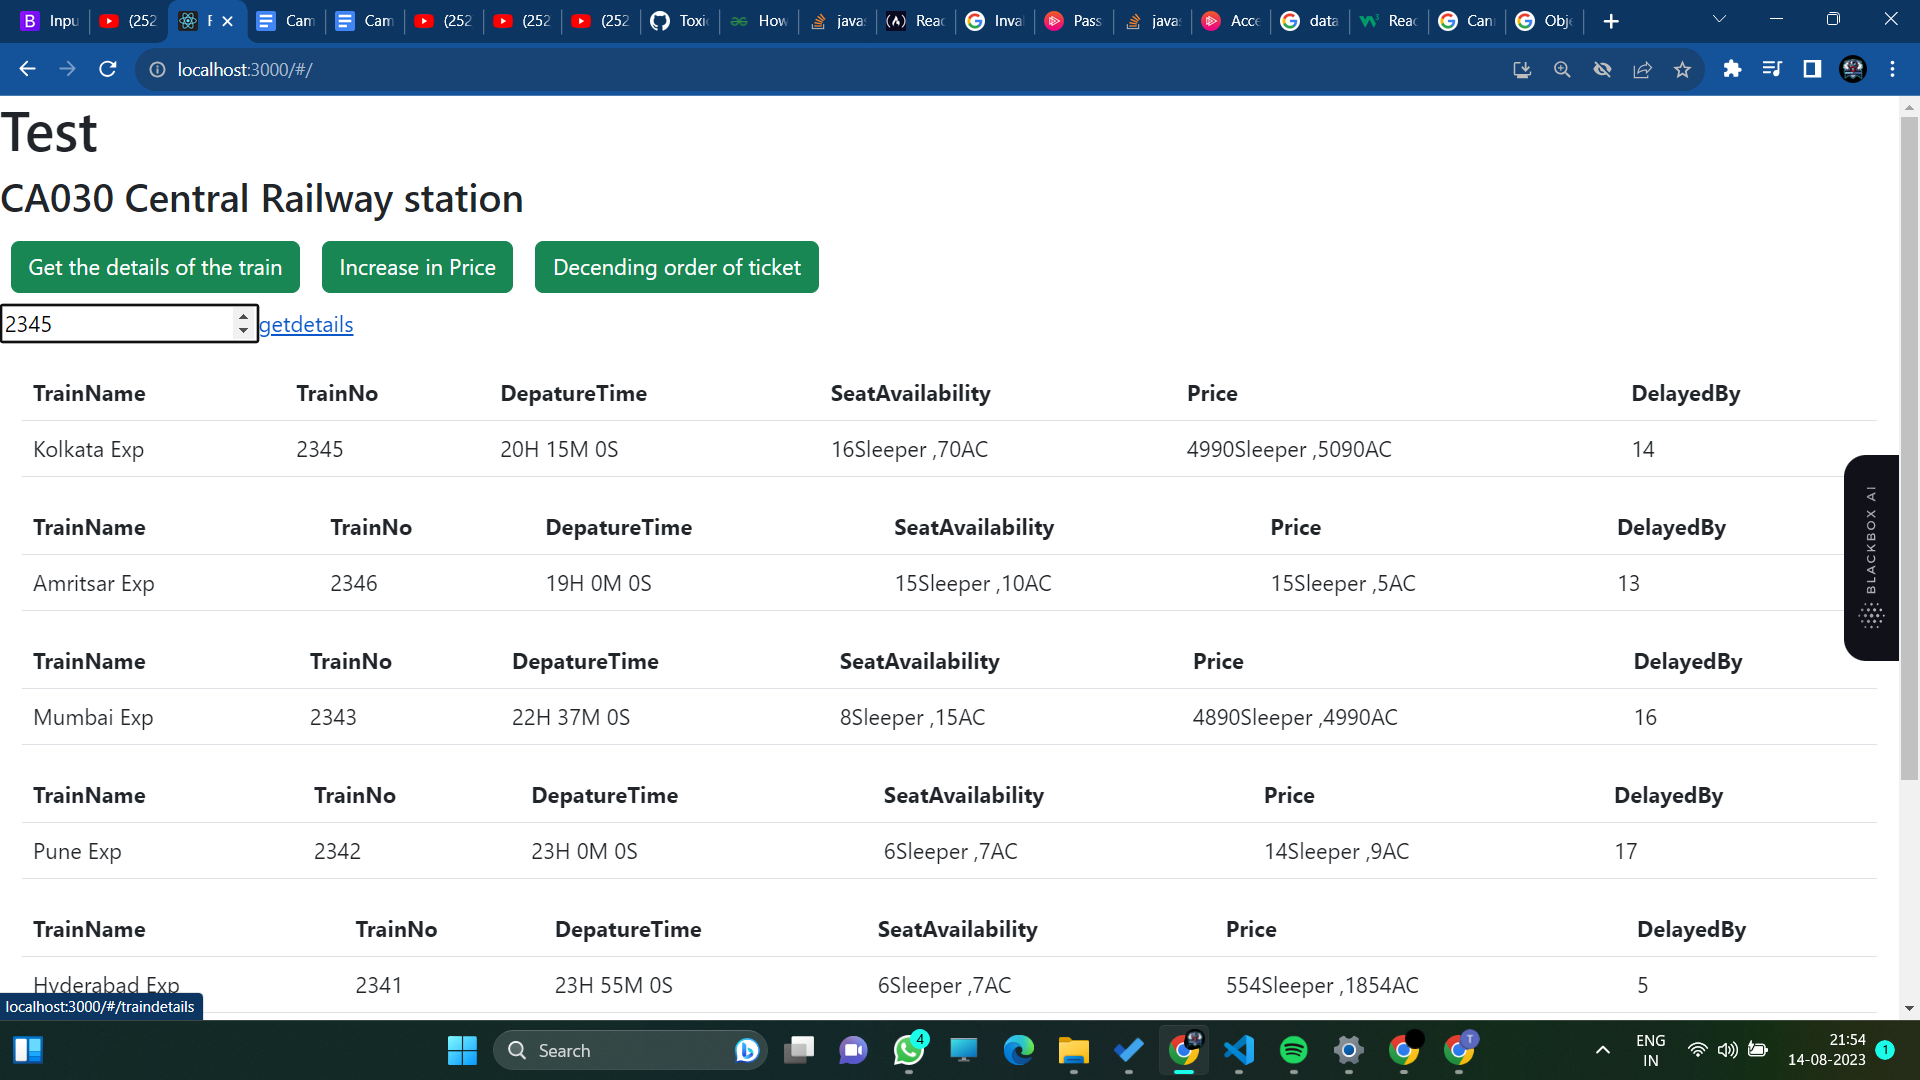 Inpu (252 F Cam Cam (252 (252 (252 Toxi How javas Reac Inval Pass javas Acce data Reac Can Obje
localhost:3000/#/
Test
CA030 Central Railway station
Get the details of the train Increase in Price Decending order of ticket
2345 getdetails
TrainName TrainNo DepatureTime SeatAvailability Price DelayedBy
Kolkata Exp 2345 20H 15M 0S 16Sleeper ,70AC 4990Sleeper ,5090AC 14
TrainName TrainNo DepatureTime SeatAvailability Price DelayedBy
Amritsar Exp 2346 19H 0M 0S 15Sleeper ,10AC 15Sleeper ,5AC 13
TrainName TrainNo DepatureTime SeatAvailability Price DelayedBy
Mumbai Exp 2343 22H 37M 0S 8Sleeper ,15AC 4890Sleeper ,4990AC 16
TrainName TrainNo DepatureTime SeatAvailability Price DelayedBy
Pune Exp 2342 23H 0M 0S 6Sleeper ,7AC 14Sleeper ,9AC 17
TrainName TrainNo DepatureTime SeatAvailability Price DelayedBy
Hyderabad Exp 2341 23H 55M 0S 6Sleeper ,7AC 554Sleeper ,1854AC 5
BLACKBOX AI
localhost:3000/#/traindetails
Search
4
T
ENG
IN
21:54
14-08-2023
1